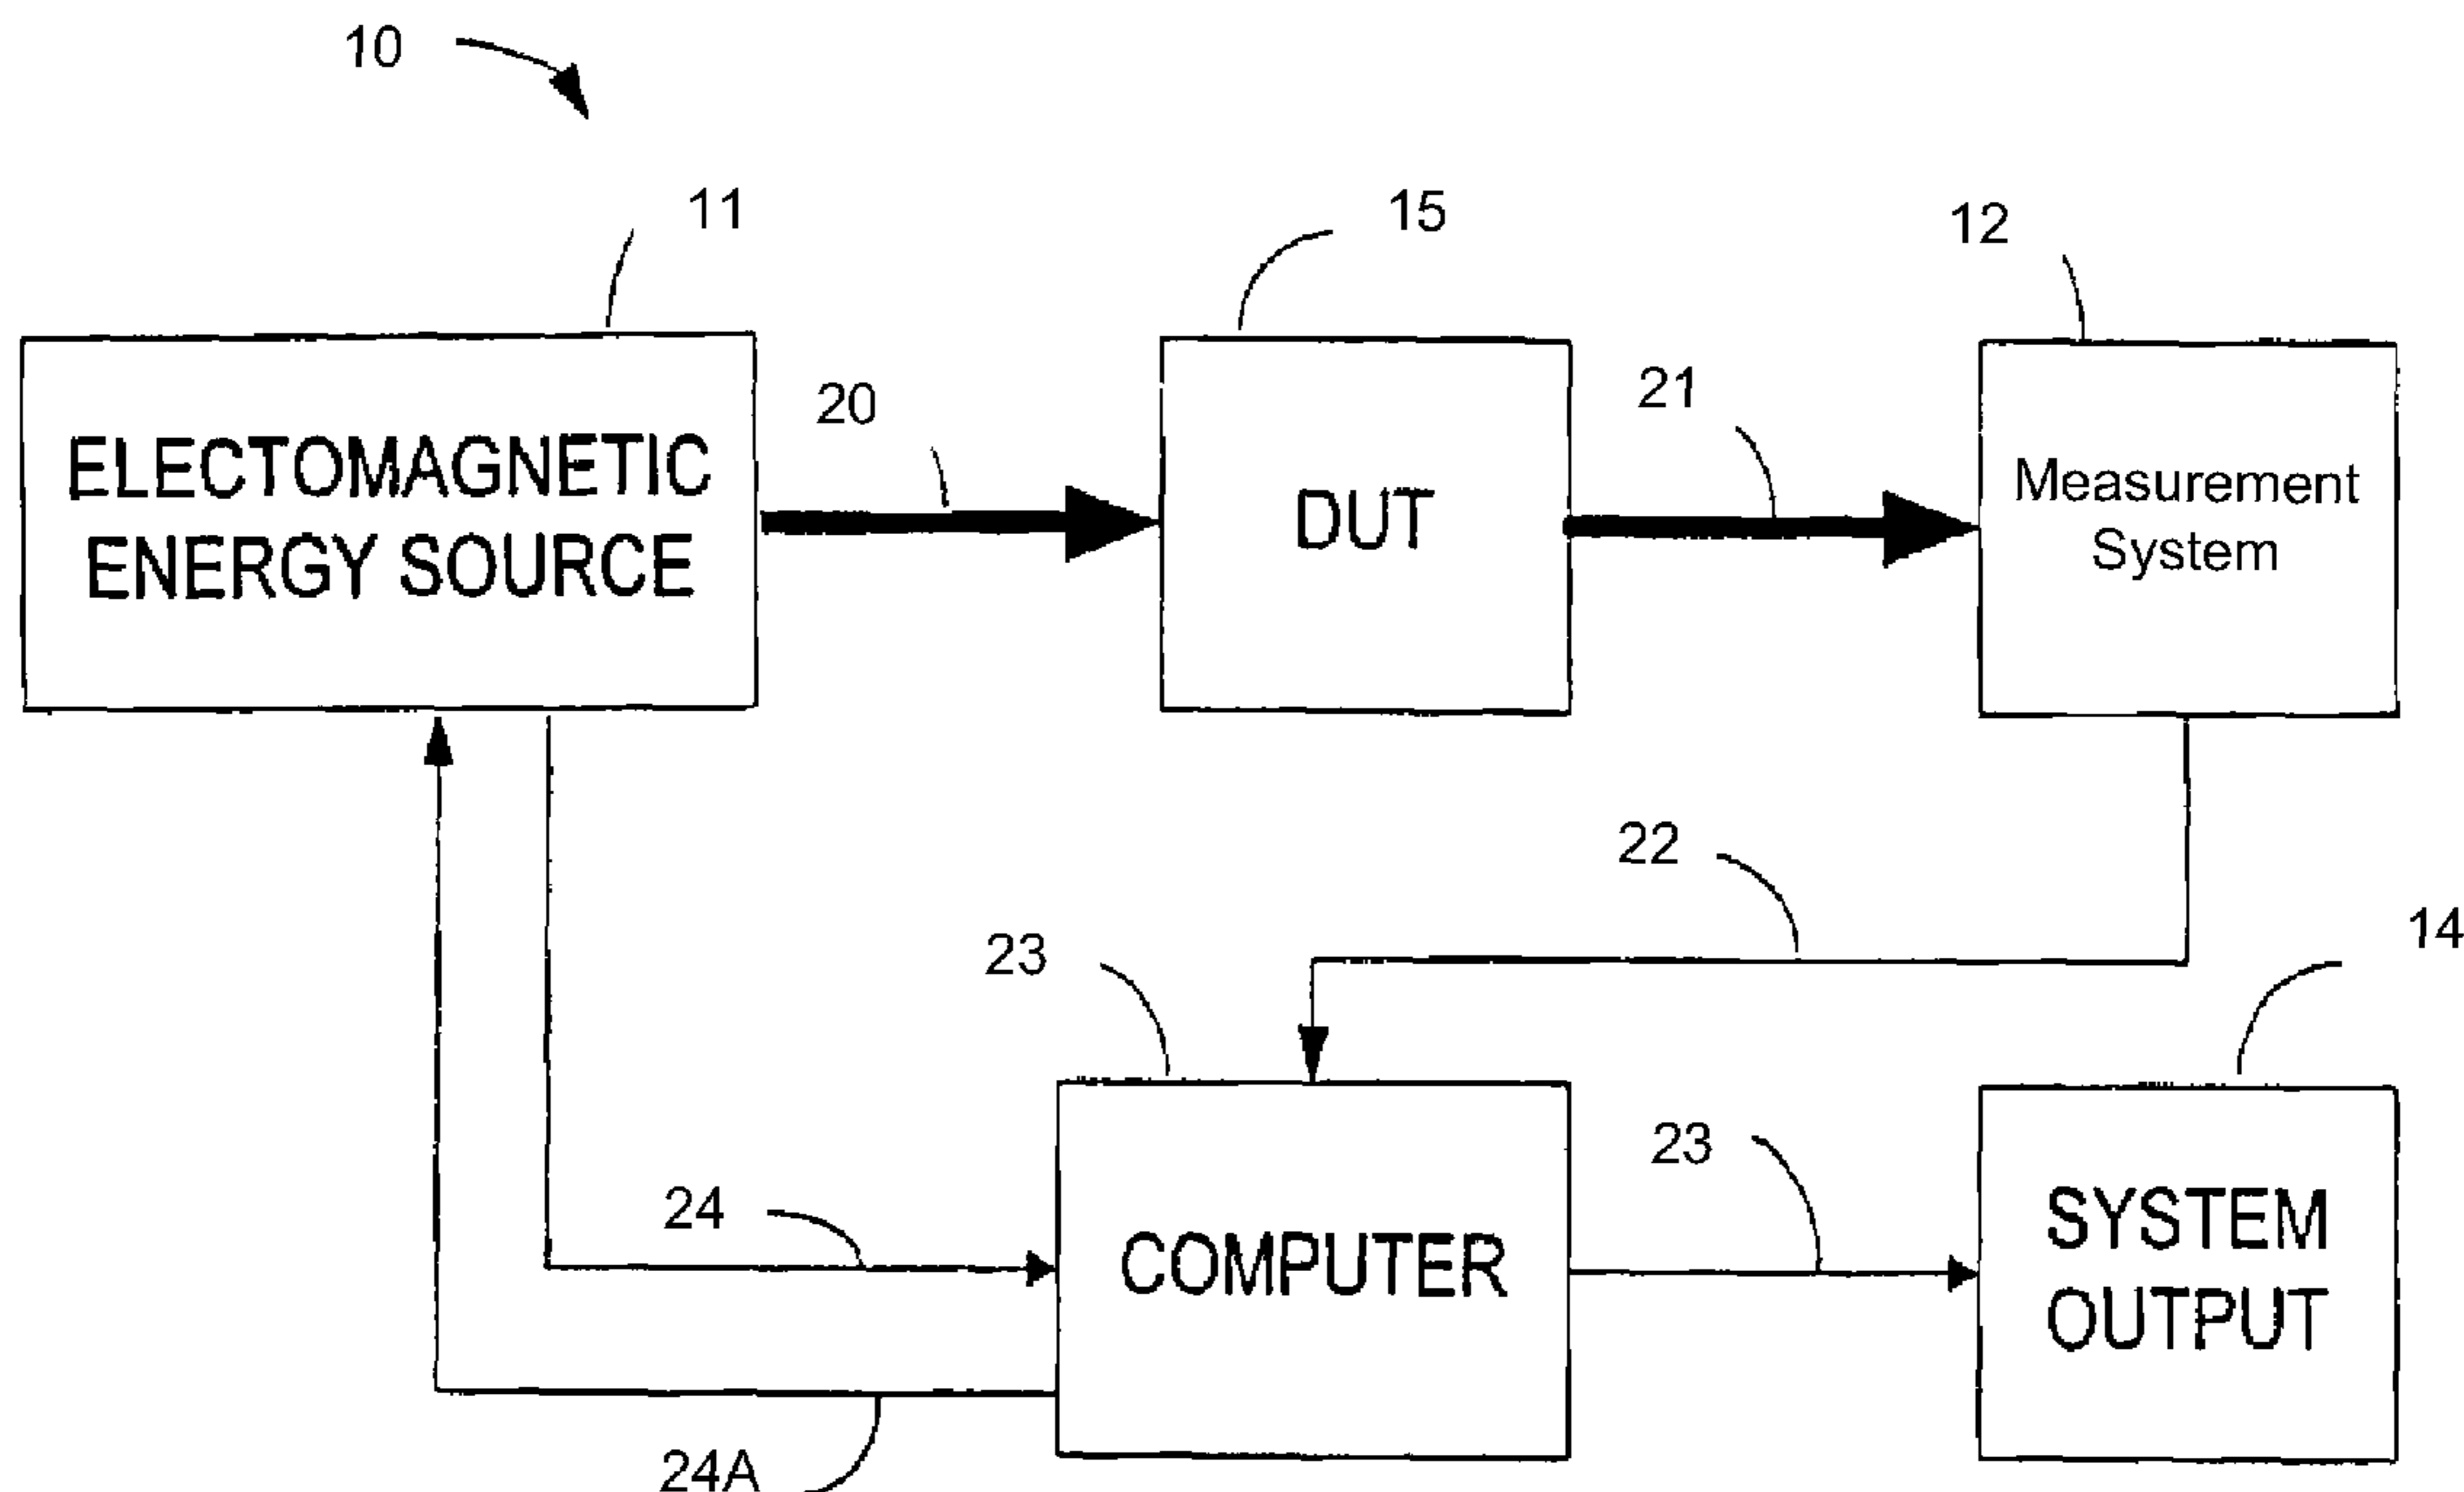 10
11
15
12
20
21
ELECTOMAGNETIC
ENERGY SOURCE
DUT
Measurement
System
22
23
14
24
23
COMPUTER
SYSTEM
OUTPUT
24A